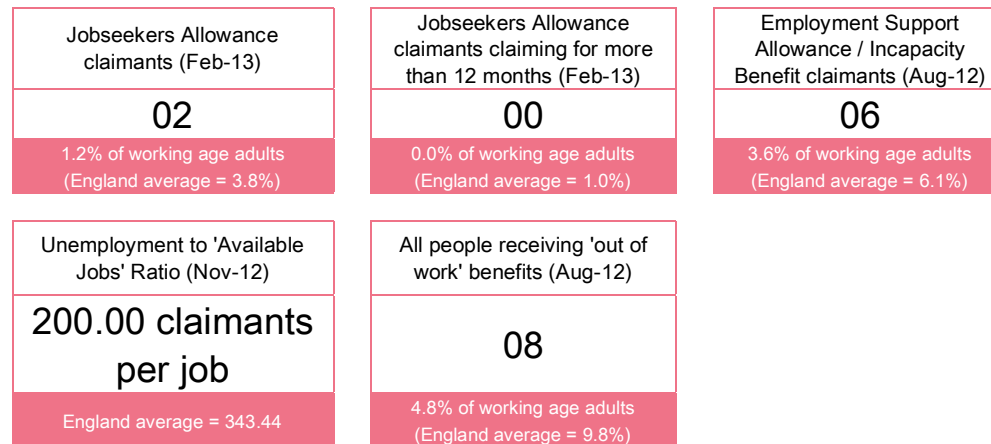 Jobseekers Allowance
claimants (Feb-13)
02
1.2% of working age adults
(England average = 3.8%)
Jobseekers Allowance
claimants claiming for more
than 12 months (Feb-13)
00
0.0% of working age adults
(England average = 1.0%)
Employment Support
Allowance / Incapacity
Benefit claimants (Aug-12)
06
3.6% of working age adults
(England average = 6.1%)
Unemployment to 'Available
Jobs' Ratio (Nov-12)
200.00 claimants
per job
England average = 343.44
All people receiving 'out of
work' benefits (Aug-12)
08
4.8% of working age adults
(England average = 9.8%)